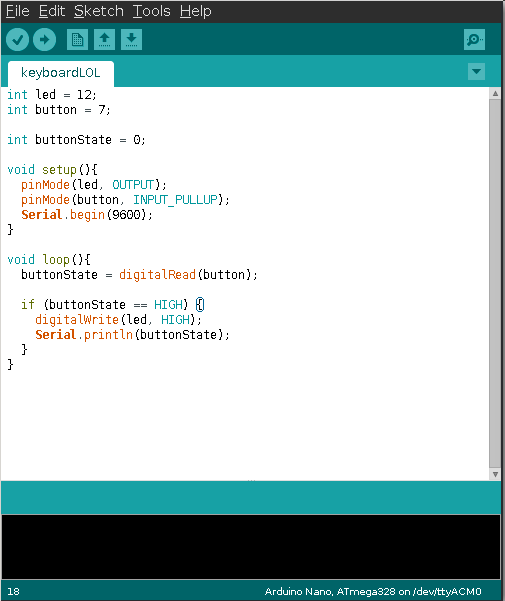 File Edit Sketch Tools Help
keyboardLOL
int led = 12;
int button = 7;
int buttonState = 0;
void setup(){
  pinMode(led, OUTPUT);
  pinMode(button, INPUT_PULLUP);
  Serial.begin(9600);
}
void loop(){
  buttonState = digitalRead(button);
  if (buttonState == HIGH) {
    digitalWrite(led, HIGH);
    Serial.println(buttonState);
  }
}
18 Arduino Nano, ATmega328 on /dev/ttyACM0